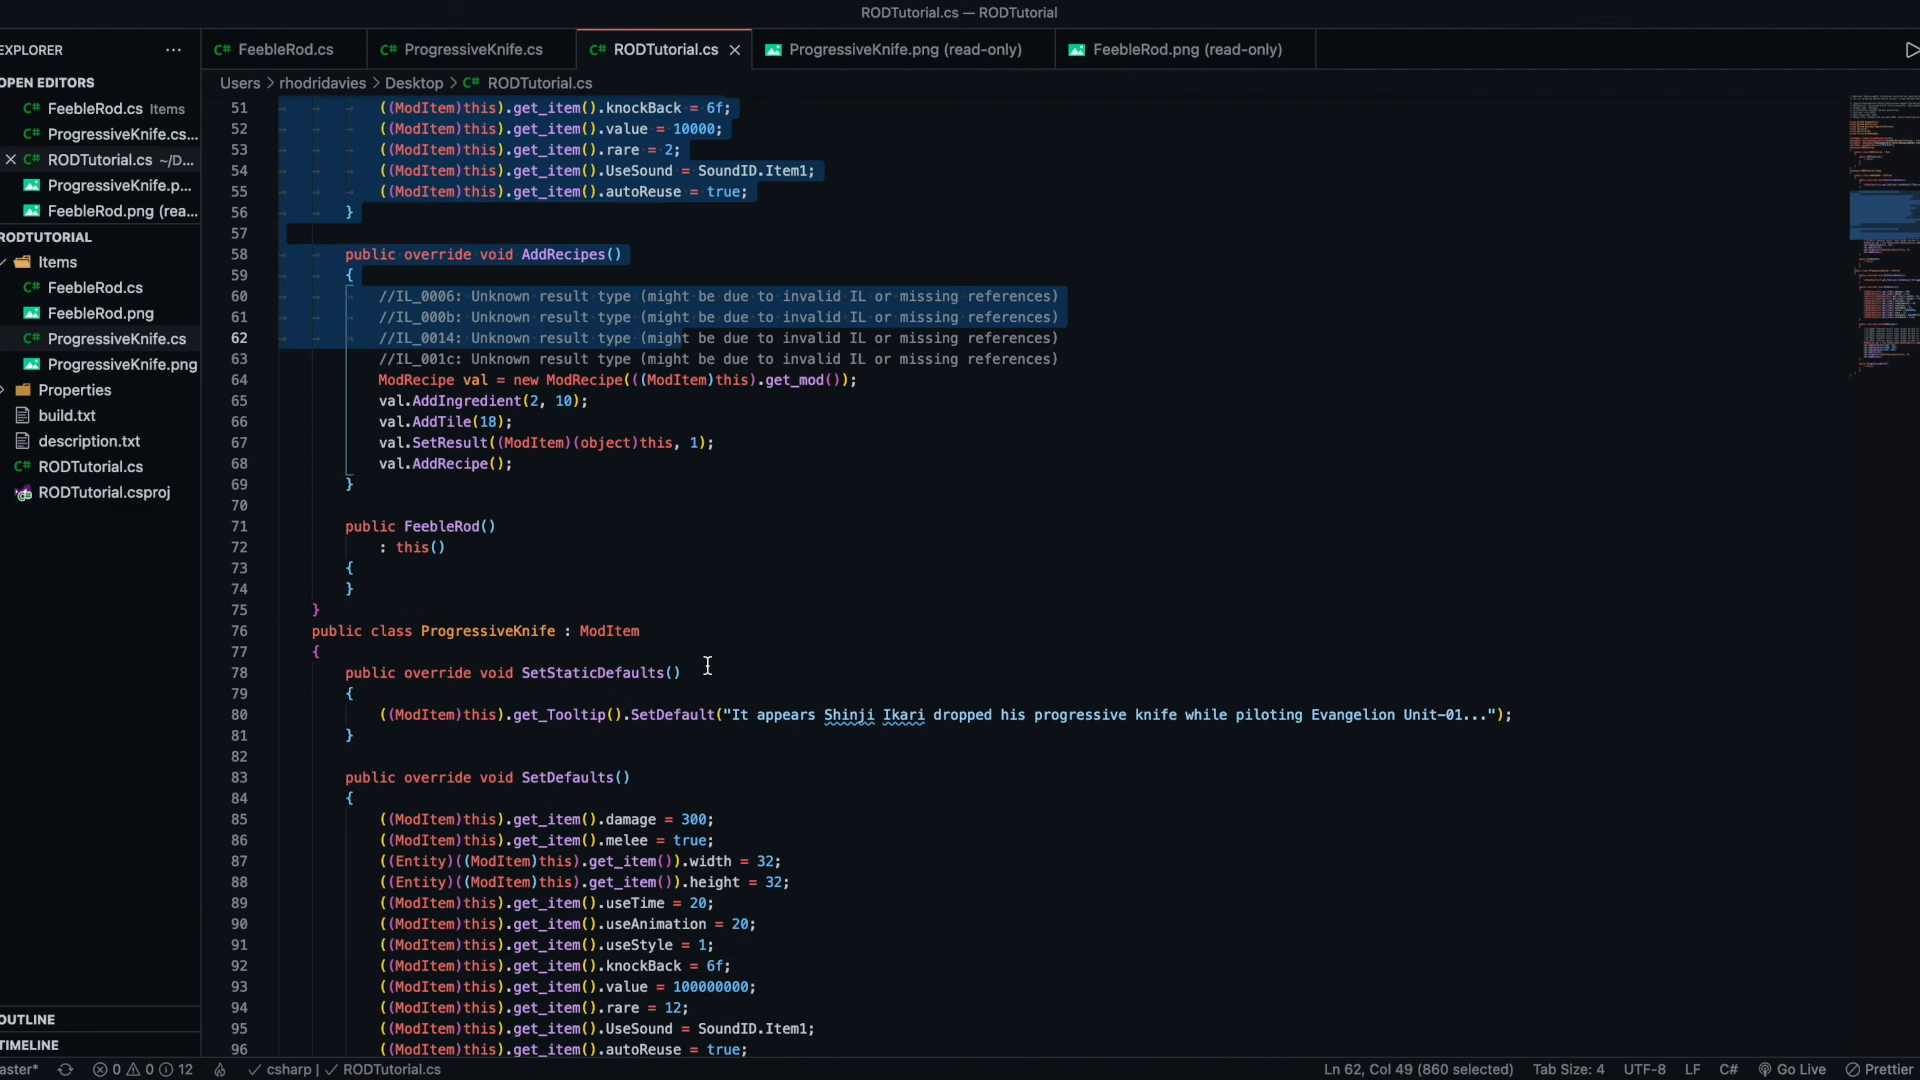 RODTutorial.cs — RODTutorial
EXPLORER
FeebleRod.cs
ProgressiveKnife.cs
RODTutorial.cs
ProgressiveKnife.png (read-only)
FeebleRod.png (read-only)
OPEN EDITORS
FeebleRod.cs Items
ProgressiveKnife.cs...
RODTutorial.cs ~/D...
ProgressiveKnife.p...
FeebleRod.png (rea...
RODTUTORIAL
Items
FeebleRod.cs
FeebleRod.png
ProgressiveKnife.cs
ProgressiveKnife.png
Properties
build.txt
description.txt
RODTutorial.cs
RODTutorial.csproj
OUTLINE
TIMELINE
Users > rhodridavies > Desktop > RODTutorial.cs
51 ((ModItem)this).get_item().knockBack = 6f;
52 ((ModItem)this).get_item().value = 10000;
53 ((ModItem)this).get_item().rare = 2;
54 ((ModItem)this).get_item().UseSound = SoundID.Item1;
55 ((ModItem)this).get_item().autoReuse = true;
56 }
57
58 public override void AddRecipes()
59 {
60 //IL_0006: Unknown result type (might be due to invalid IL or missing references)
61 //IL_000b: Unknown result type (might be due to invalid IL or missing references)
62 //IL_0014: Unknown result type (might be due to invalid IL or missing references)
63 //IL_001c: Unknown result type (might be due to invalid IL or missing references)
64 ModRecipe val = new ModRecipe(((ModItem)this).get_mod());
65 val.AddIngredient(2, 10);
66 val.AddTile(18);
67 val.SetResult((ModItem)(object)this, 1);
68 val.AddRecipe();
69 }
70
71 public FeebleRod()
72 : this()
73 {
74 }
75 }
76 public class ProgressiveKnife : ModItem
77 {
78 public override void SetStaticDefaults()
79 {
80 ((ModItem)this).get_Tooltip().SetDefault("It appears Shinji Ikari dropped his progressive knife while piloting Evangelion Unit-01...");
81 }
82
83 public override void SetDefaults()
84 {
85 ((ModItem)this).get_item().damage = 300;
86 ((ModItem)this).get_item().melee = true;
87 ((Entity)((ModItem)this).get_item()).width = 32;
88 ((Entity)((ModItem)this).get_item()).height = 32;
89 ((ModItem)this).get_item().useTime = 20;
90 ((ModItem)this).get_item().useAnimation = 20;
91 ((ModItem)this).get_item().useStyle = 1;
92 ((ModItem)this).get_item().knockBack = 6f;
93 ((ModItem)this).get_item().value = 100000000;
94 ((ModItem)this).get_item().rare = 12;
95 ((ModItem)this).get_item().UseSound = SoundID.Item1;
96 ((ModItem)this).get_item().autoReuse = true;
aster* 0 0 12 csharp | RODTutorial.cs Ln 62, Col 49 (860 selected) Tab Size: 4 UTF-8 LF C# Go Live Prettier